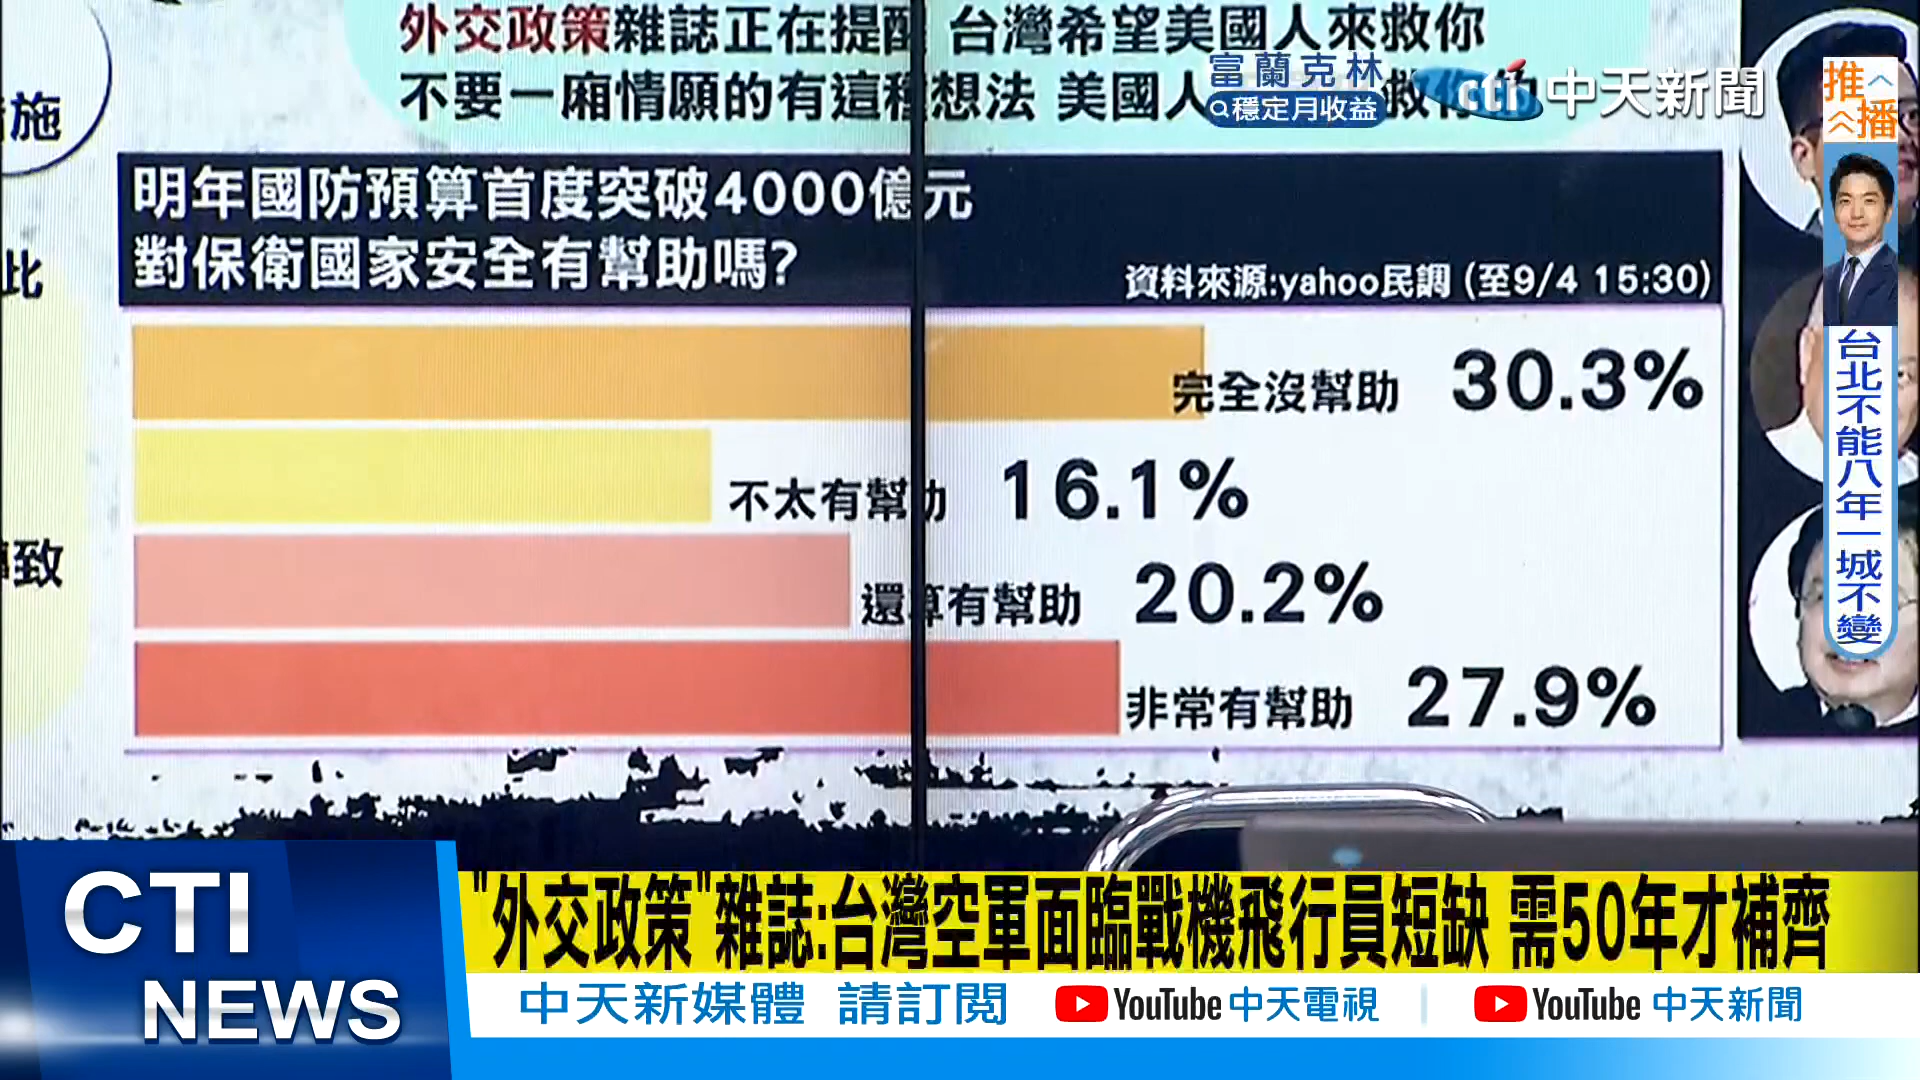 外交政策雜誌正在提醒 台灣希望美國人來救你
不要一廂情願的有這種想法 美國人
救你的
富蘭克林
穩定月收益
cti 中天新聞
推へ
へ播
台北不能八年一城不變
施
此
致
明年國防預算首度突破4000億元
對保衛國家安全有幫助嗎?
資料來源:yahoo民調 (至9/4 15:30)
完全沒幫助 30.3%
不太有幫助 16.1%
還算有幫助 20.2%
非常有幫助 27.9%
CTI
NEWS
"外交政策"雜誌:台灣空軍面臨戰機飛行員短缺 需50年才補齊
中天新媒體 請訂閱 YouTube 中天電視 | YouTube 中天新聞